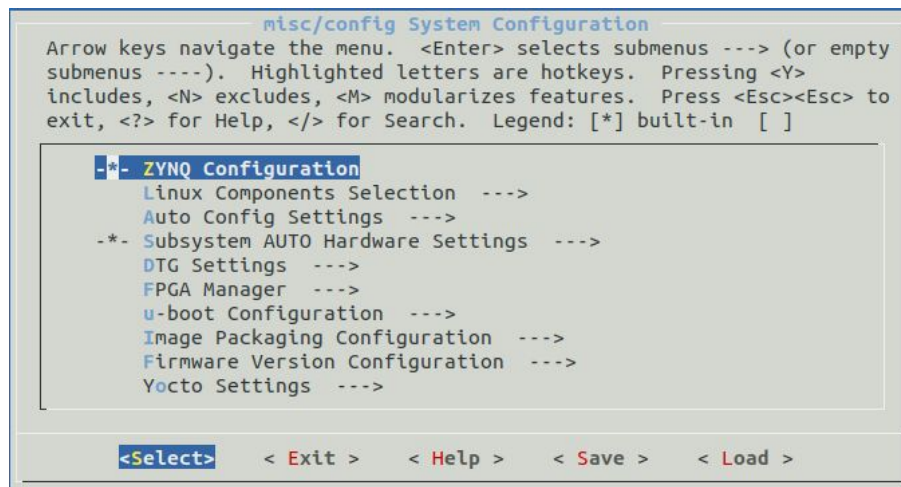 misc/config System Configuration
Arrow keys navigate the menu.  <Enter> selects submenus ---> (or empty
submenus ----).  Highlighted letters are hotkeys.  Pressing <Y>
includes, <N> excludes, <M> modularizes features.  Press <Esc><Esc> to
exit, <?> for Help, </> for Search.  Legend: [*] built-in  [ ]
-*- ZYNQ Configuration
Linux Components Selection  --->
Auto Config Settings  --->
-*- Subsystem AUTO Hardware Settings  --->
DTG Settings  --->
FPGA Manager  --->
u-boot Configuration  --->
Image Packaging Configuration  --->
Firmware Version Configuration  --->
Yocto Settings  --->
<Select>    < Exit >    < Help >    < Save >    < Load >